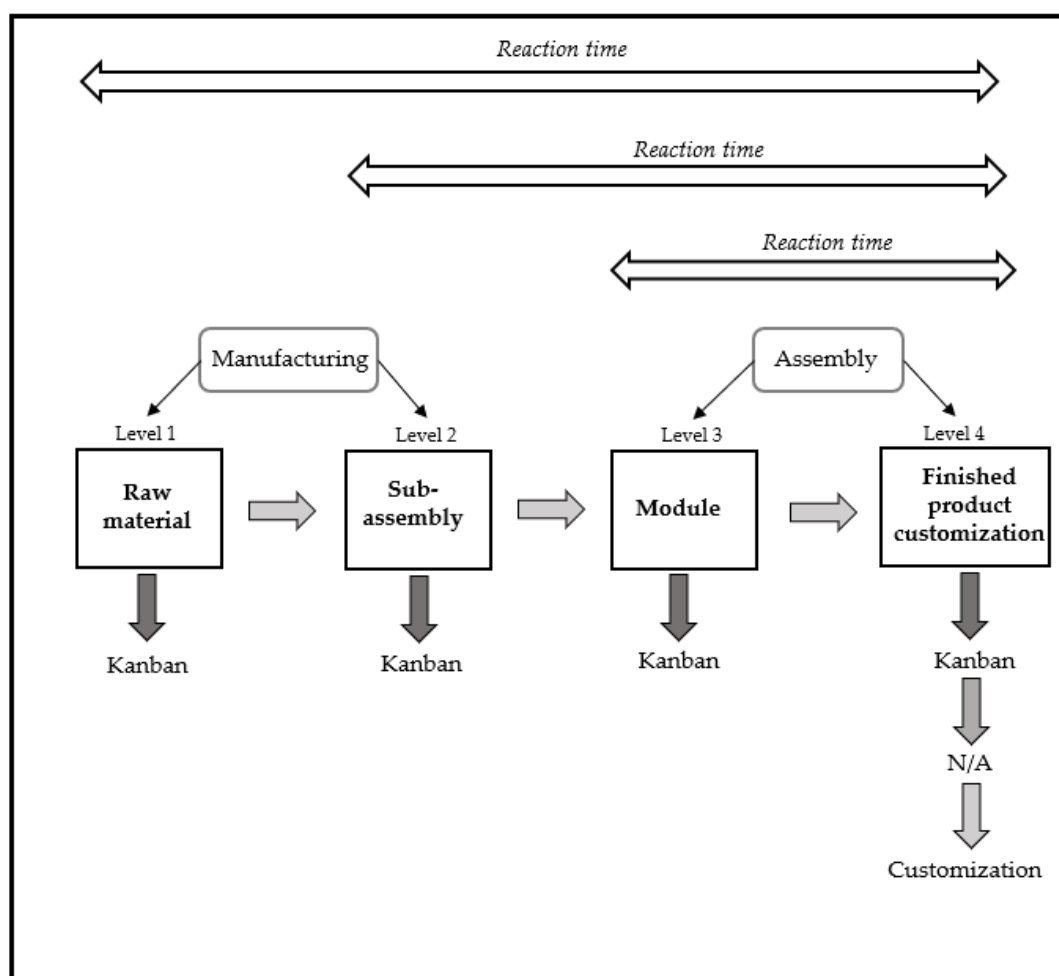 Reaction time
Reaction time
Reaction time
Manufacturing
Assembly
Level 1
Level 2
Level 3
Level 4
Raw
material
Sub-
assembly
Module
Finished
product
customization
Kanban
Kanban
Kanban
Kanban
N/A
Customization